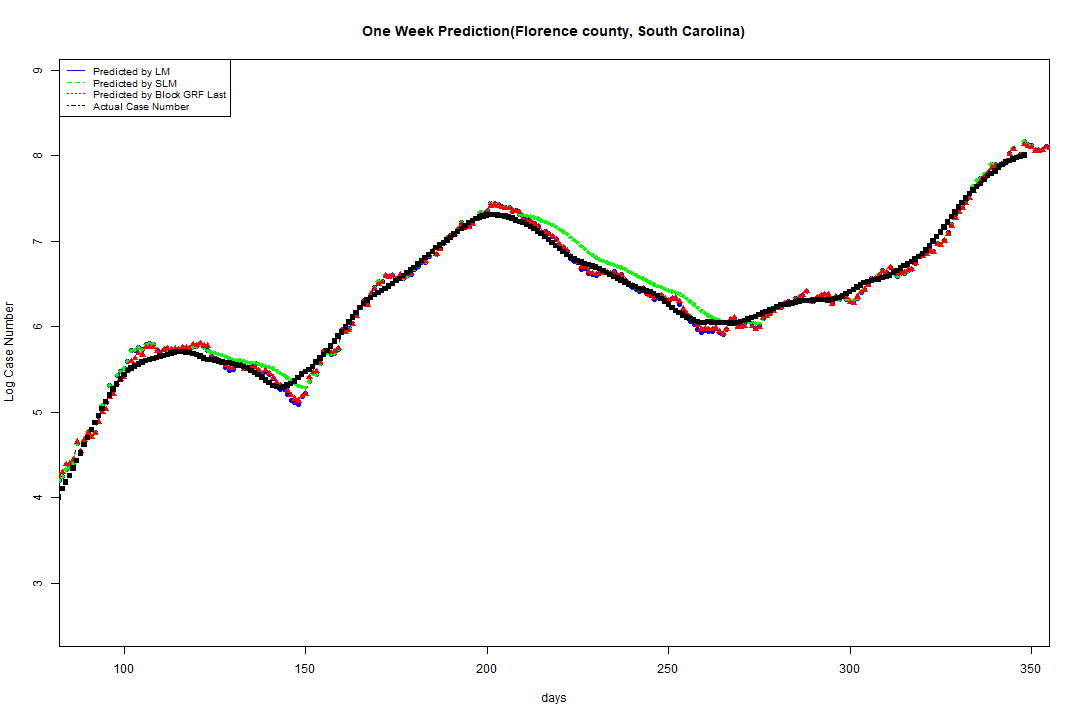 One Week Prediction(Florence county, South Carolina)
Predicted by LM
Predicted by SLM
Predicted by Block GRF Last
Actual Case Number
Log Case Number
9
8
7
6
5
4
3
100 150 200 250 300 350
days